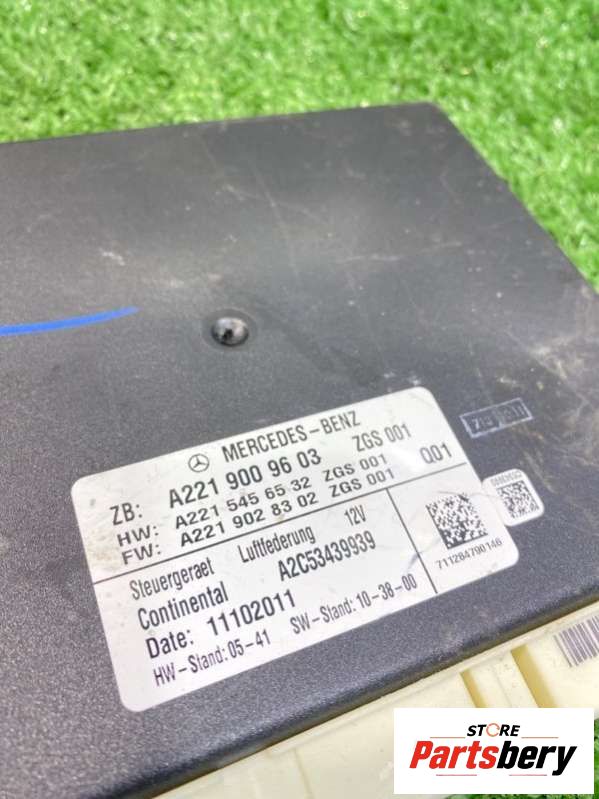 MERCEDES-BENZ
ZB: A221 900 96 03 ZGS 001
HW: A221 545 65 32 ZGS 001
FW: A221 902 83 02 ZGS 001 Q01
Steuergeraet Luftfederung 12V
Continental A2C53439939
Date: 11102011
HW-Stand: 05-41 SW-Stand: 10-38-00
711284790146
STORE
Partsbery